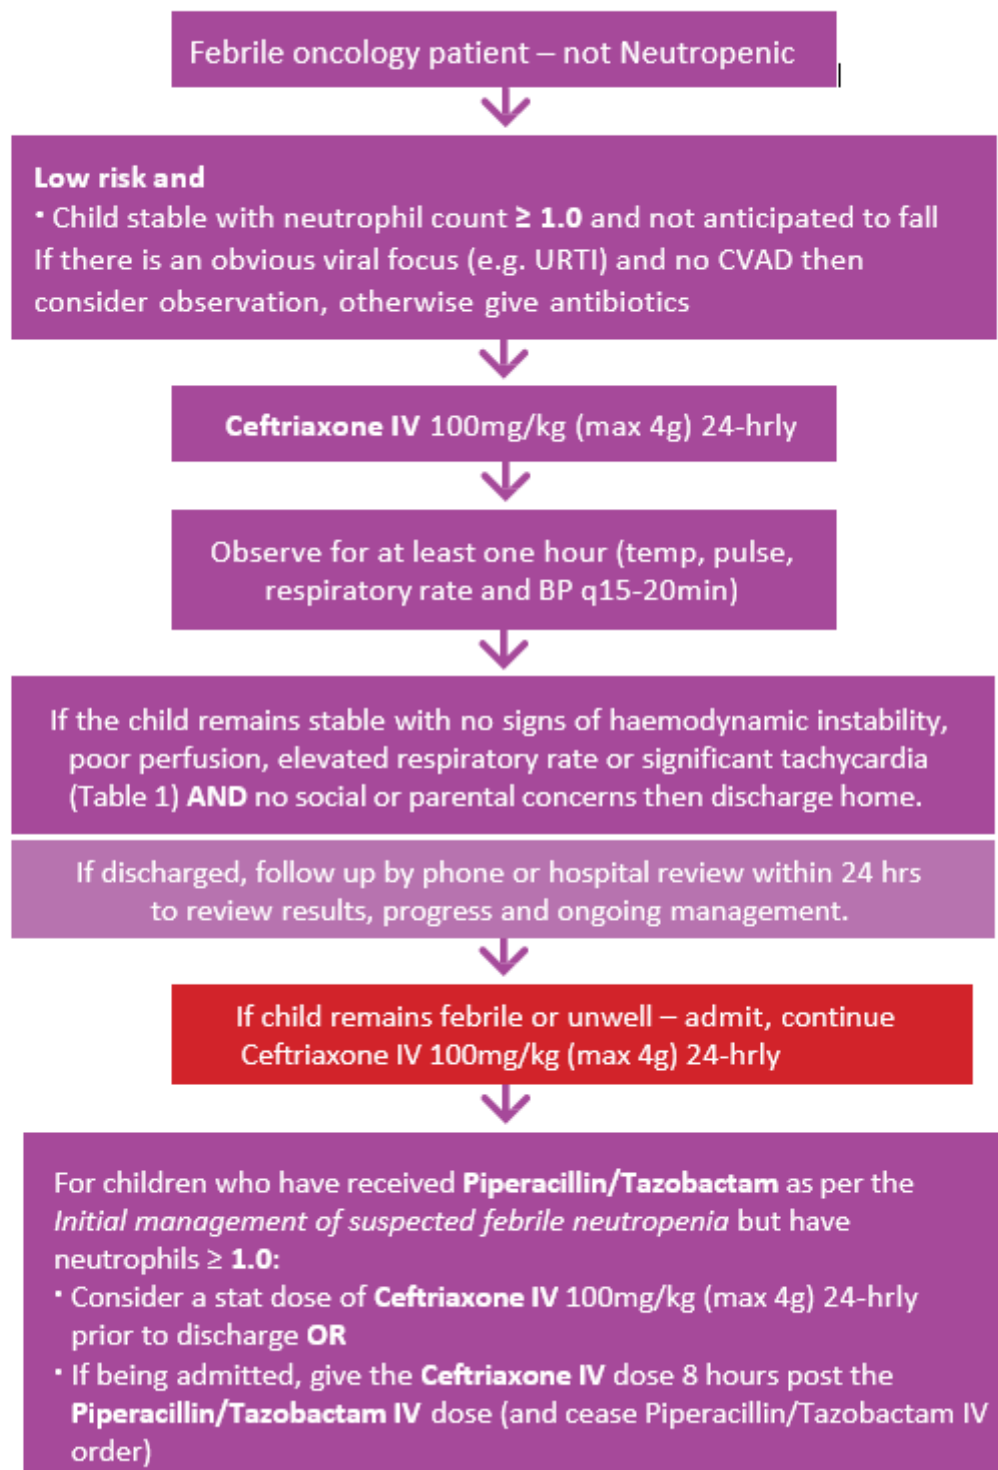 Febrile oncology patient – not Neutropenic
Low risk and
• Child stable with neutrophil count ≥ 1.0 and not anticipated to fall
If there is an obvious viral focus (e.g. URTI) and no CVAD then
consider observation, otherwise give antibiotics
Ceftriaxone IV 100mg/kg (max 4g) 24-hrly
Observe for at least one hour (temp, pulse,
respiratory rate and BP q15-20min)
If the child remains stable with no signs of haemodynamic instability,
poor perfusion, elevated respiratory rate or significant tachycardia
(Table 1) AND no social or parental concerns then discharge home.
If discharged, follow up by phone or hospital review within 24 hrs
to review results, progress and ongoing management.
If child remains febrile or unwell – admit, continue
Ceftriaxone IV 100mg/kg (max 4g) 24-hrly
For children who have received Piperacillin/Tazobactam as per the
Initial management of suspected febrile neutropenia but have
neutrophils ≥ 1.0:
• Consider a stat dose of Ceftriaxone IV 100mg/kg (max 4g) 24-hrly
prior to discharge OR
• If being admitted, give the Ceftriaxone IV dose 8 hours post the
Piperacillin/Tazobactam IV dose (and cease Piperacillin/Tazobactam IV
order)